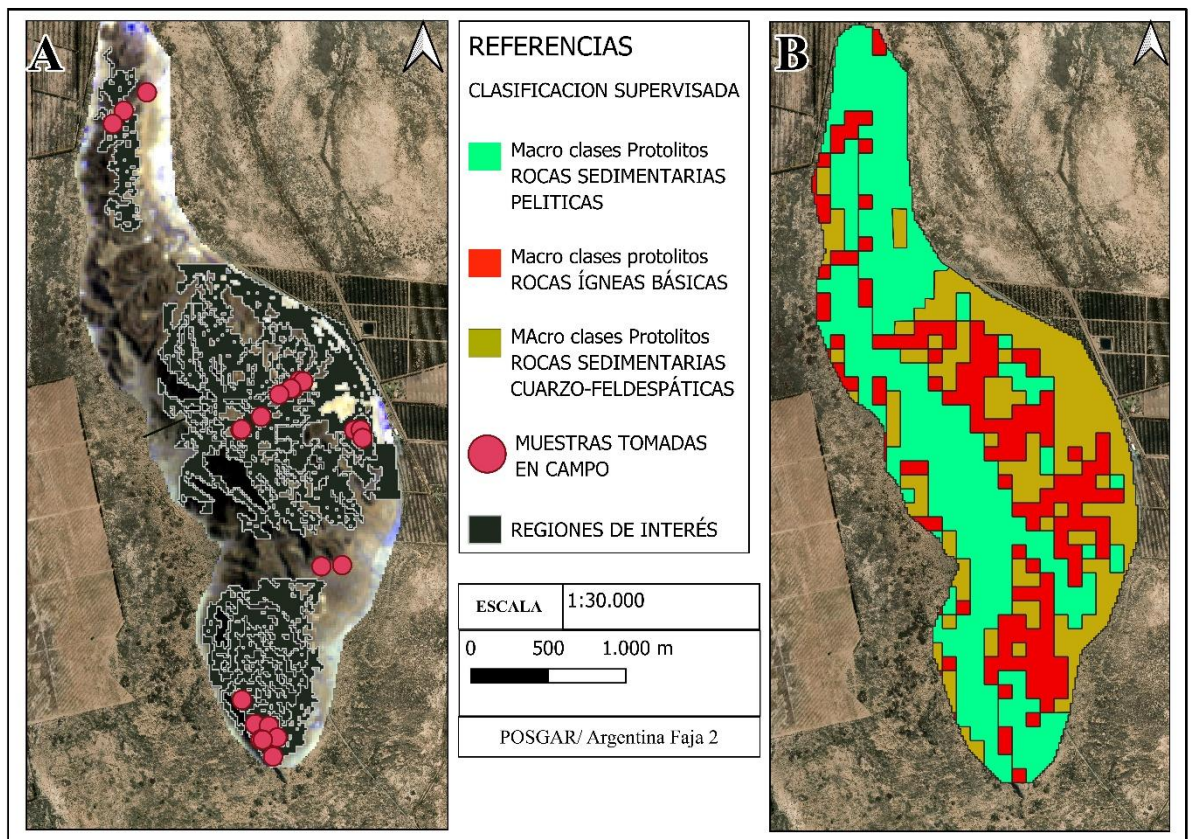 A
REFERENCIAS
CLASIFICACION SUPERVISADA
Macro clases Protolitos
ROCAS SEDIMENTARIAS
PELITICAS
Macro clases protolitos
ROCAS ÍGNEAS BÁSICAS
MAcro clases Protolitos
ROCAS SEDIMENTARIAS
CUARZO-FELDESPÁTICAS
MUESTRAS TOMADAS
EN CAMPO
REGIONES DE INTERÉS
ESCALA 1:30.000
0 500 1.000 m
POSGAR/ Argentina Faja 2
B